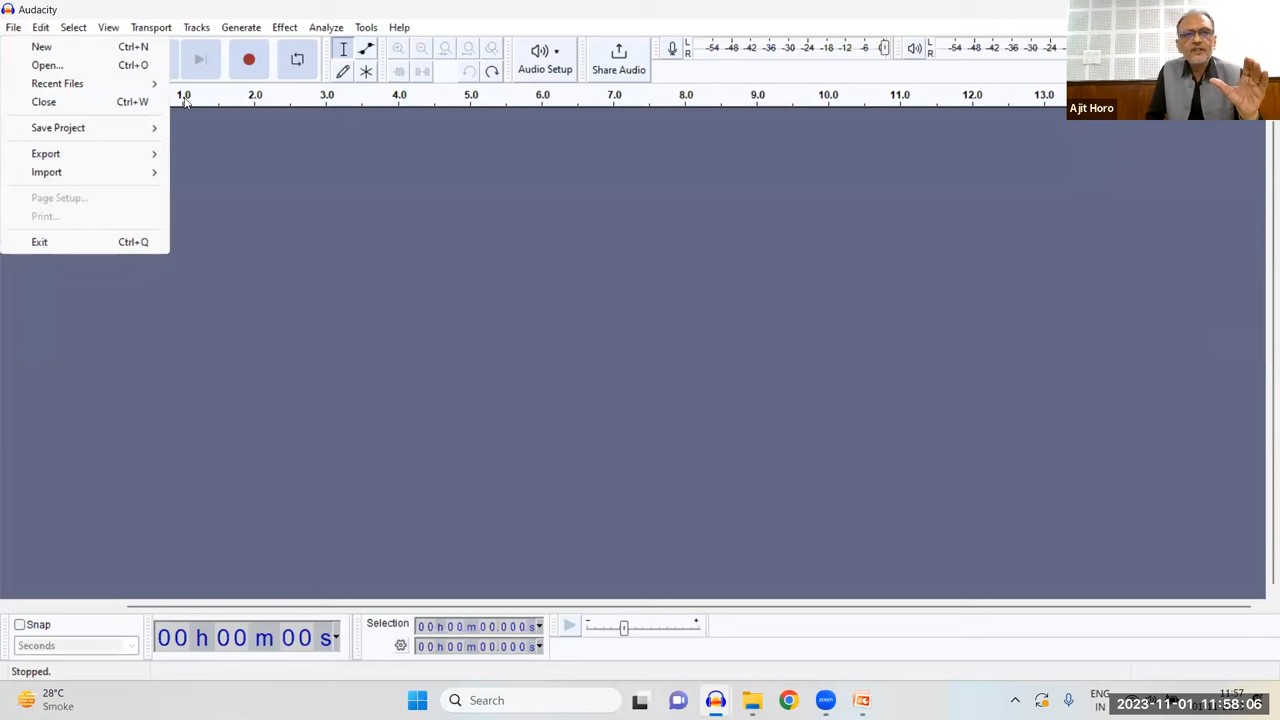 Audacity
File Edit Select View Transport Tracks Generate Effect Analyze Tools Help
New Ctrl+N
Open... Ctrl+O
Recent Files
Close Ctrl+W
Save Project
Export
Import
Page Setup...
Print...
Exit Ctrl+Q
Audio Setup
Share Audio
L
R
-54 -48 -42 -36 -30 -24 -18 -12 -6 0
L
R
-54 -48 -42 -36 -30 -24
Ajit Horo
1.0 2.0 3.0 4.0 5.0 6.0 7.0 8.0 9.0 10.0 11.0 12.0 13.0
Snap
Seconds
00 h 00 m 00 s
Selection
00 h 00 m 00.000 s
00 h 00 m 00.000 s
- +
Stopped.
28°C
Smoke
Search
ENG
IN
11:57
2023-11-01 11:58:06